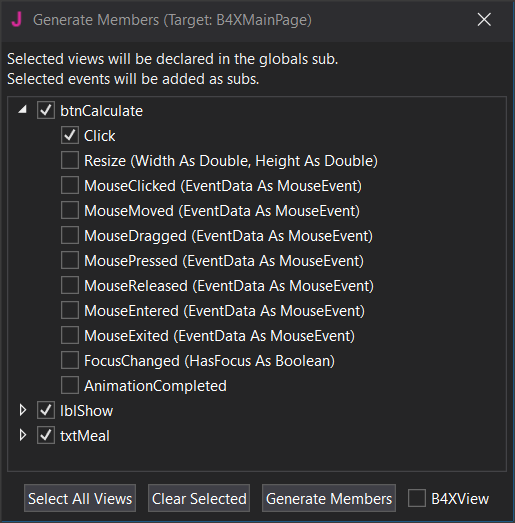 Generate Members (Target: B4XMainPage)
Selected views will be declared in the globals sub.
Selected events will be added as subs.
btnCalculate
Click
Resize (Width As Double, Height As Double)
MouseClicked (EventData As MouseEvent)
MouseMoved (EventData As MouseEvent)
MouseDragged (EventData As MouseEvent)
MousePressed (EventData As MouseEvent)
MouseReleased (EventData As MouseEvent)
MouseEntered (EventData As MouseEvent)
MouseExited (EventData As MouseEvent)
FocusChanged (HasFocus As Boolean)
AnimationCompleted
lblShow
txtMeal
Select All Views Clear Selected Generate Members B4XView